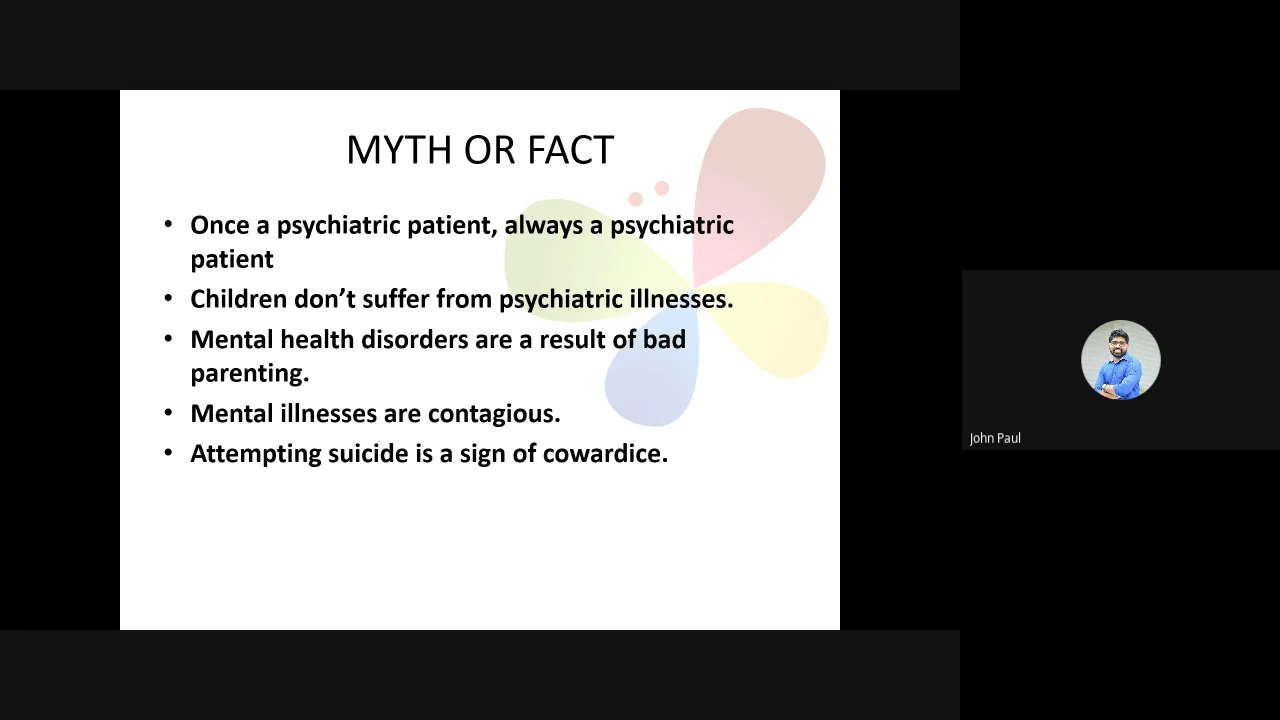 MYTH OR FACT
• Once a psychiatric patient, always a psychiatric
patient
• Children don’t suffer from psychiatric illnesses.
• Mental health disorders are a result of bad
parenting.
• Mental illnesses are contagious.
• Attempting suicide is a sign of cowardice.
John Paul